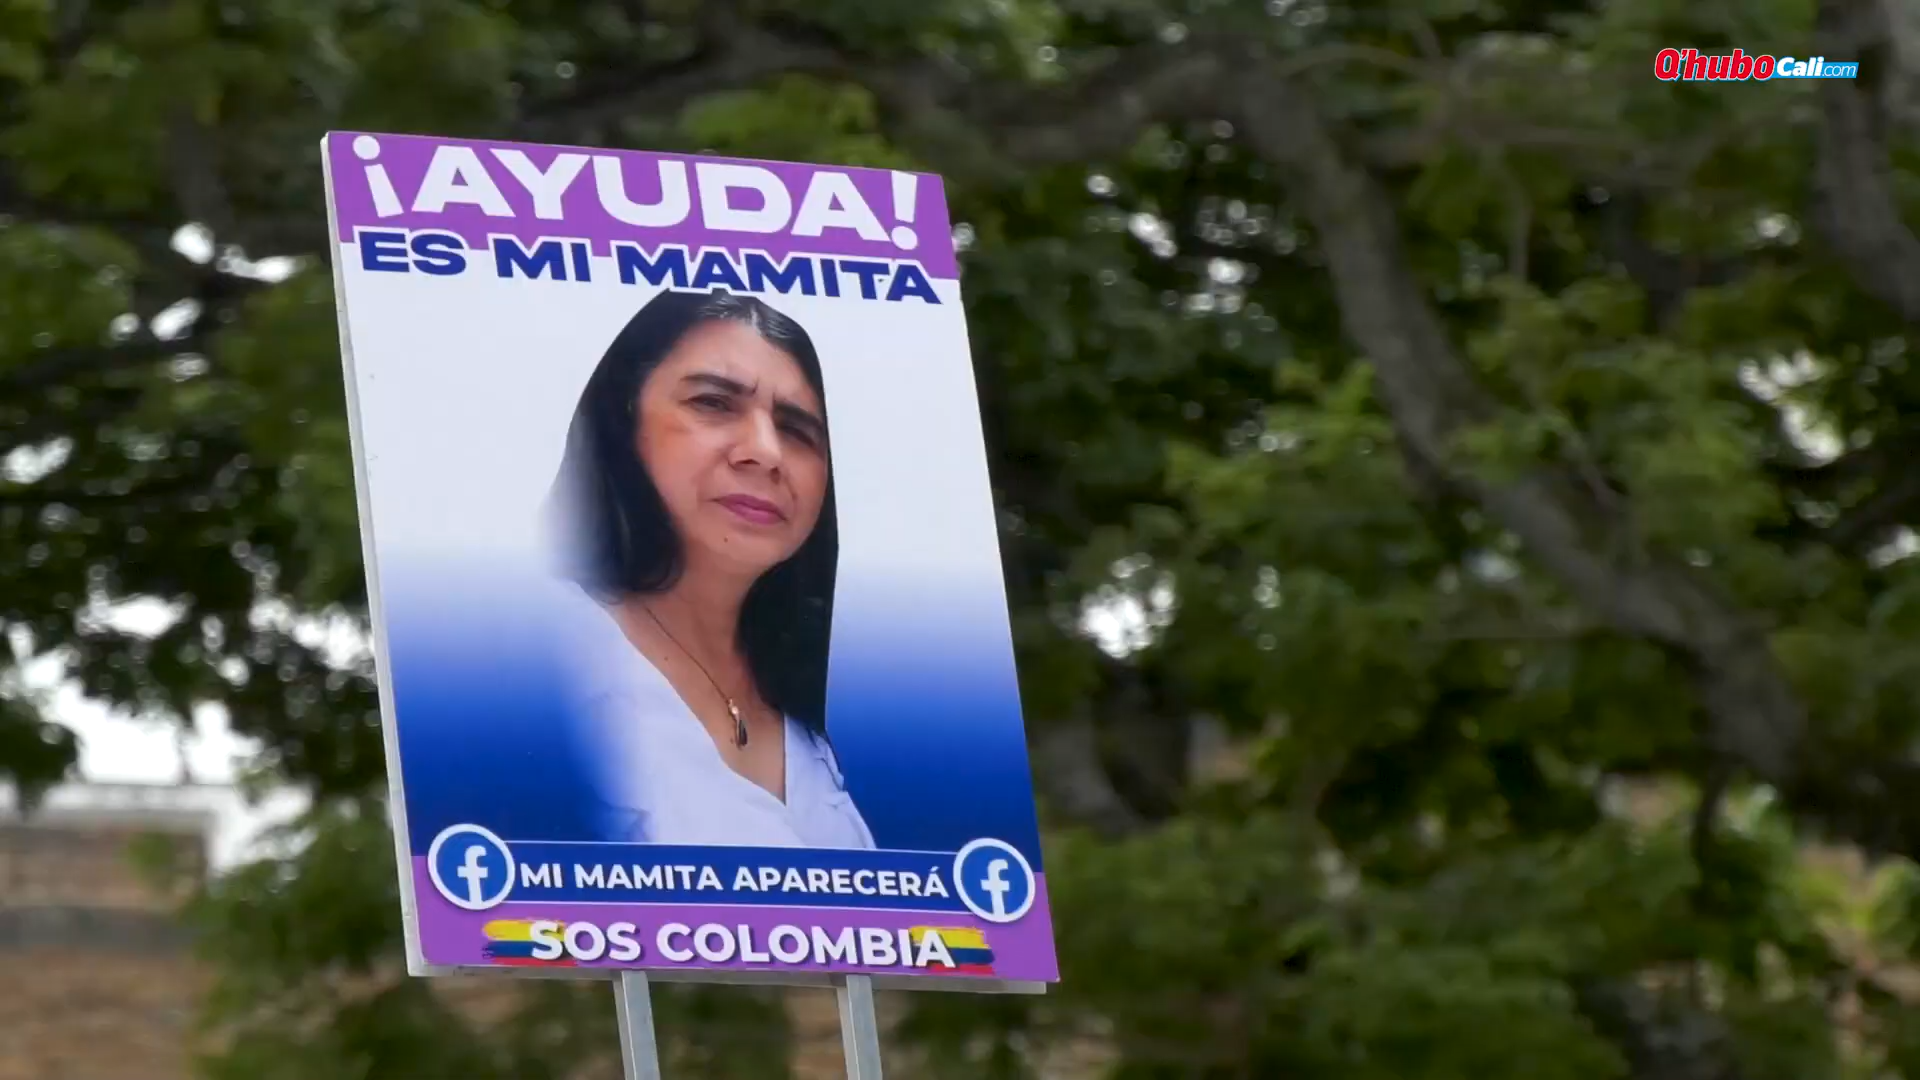 Q'hubo Cali.com
¡AYUDA!
ES MI MAMITA
MI MAMITA APARECERÁ
SOS COLOMBIA